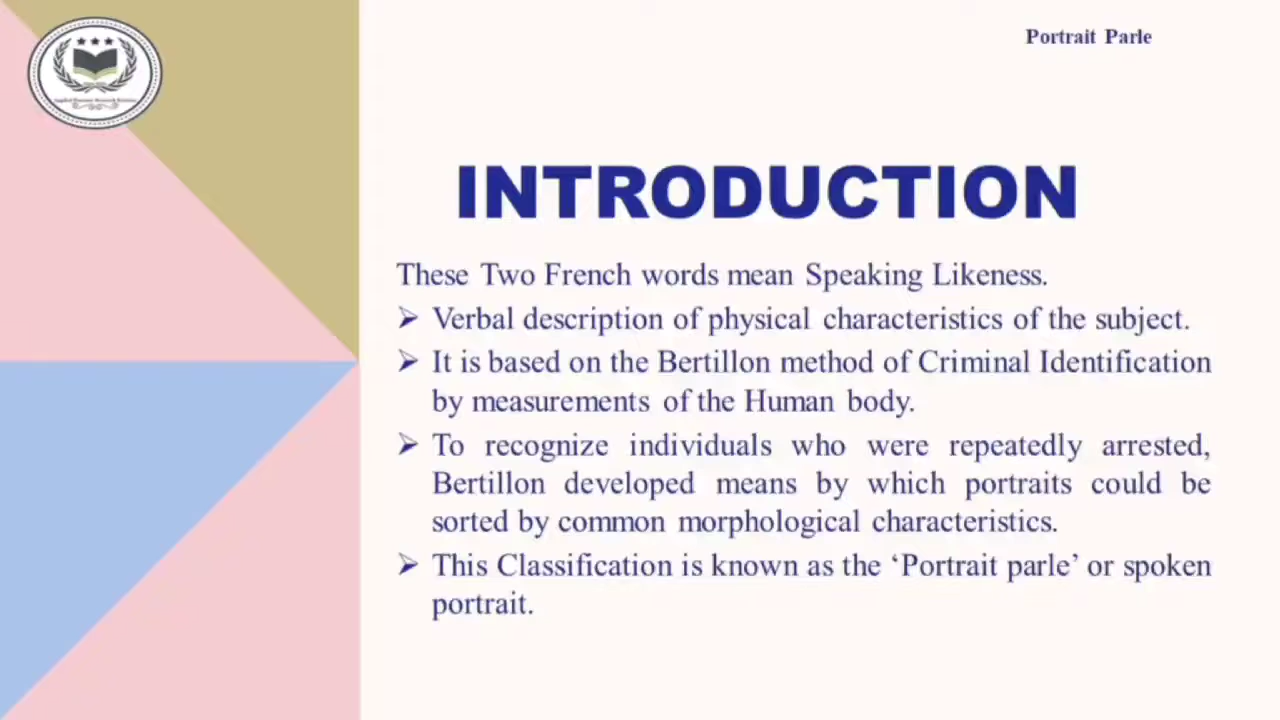 Portrait Parle
INTRODUCTION
These Two French words mean Speaking Likeness.
➢ Verbal description of physical characteristics of the subject.
➢ It is based on the Bertillon method of Criminal Identification
by measurements of the Human body.
➢ To recognize individuals who were repeatedly arrested,
Bertillon developed means by which portraits could be
sorted by common morphological characteristics.
➢ This Classification is known as the ‘Portrait parle’ or spoken
portrait.